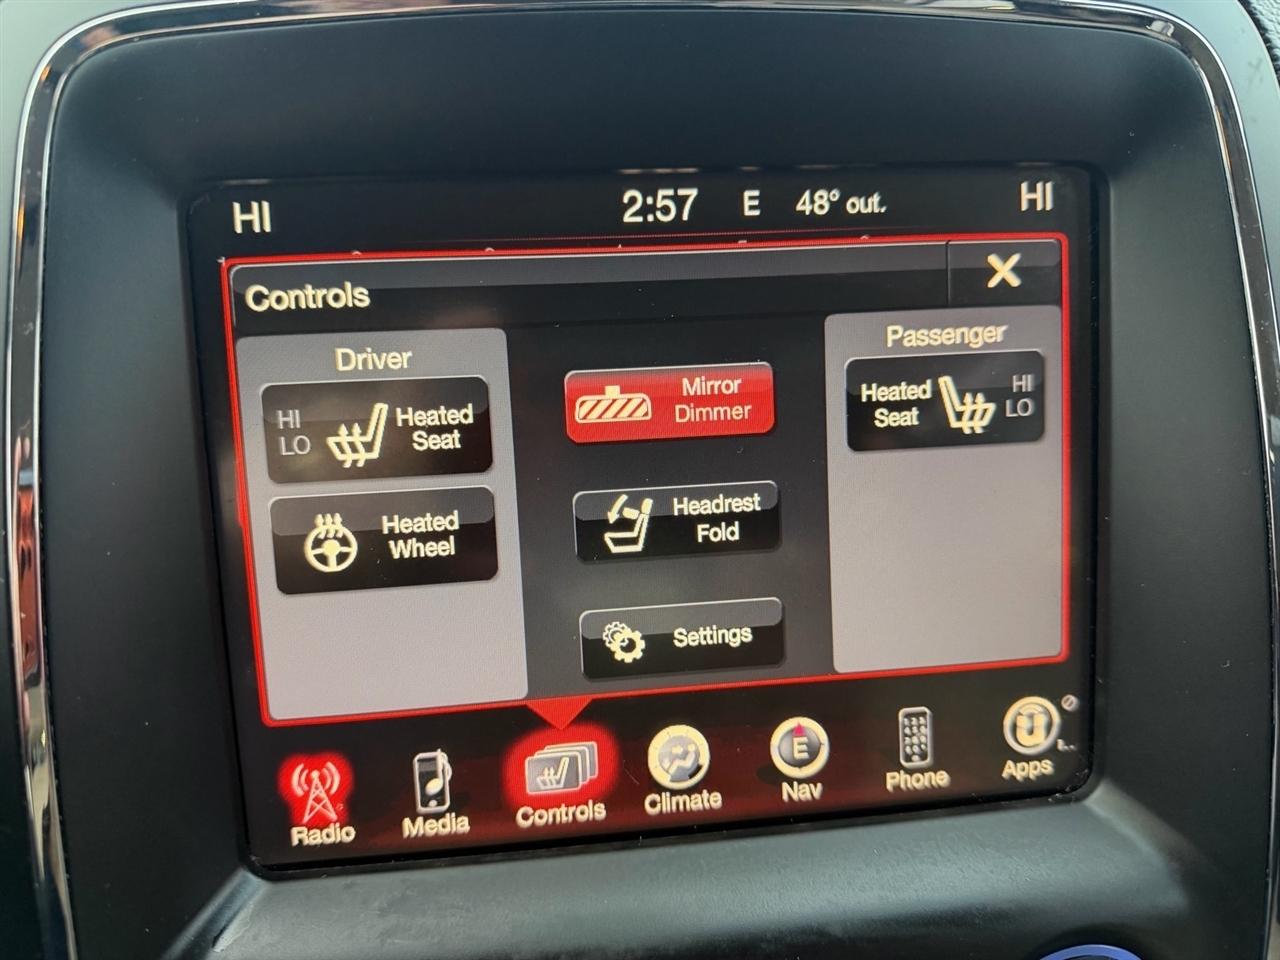 HI
2:57 E 48° out.
HI
Controls
X
Driver
HI
LO
Heated
Seat
Heated
Wheel
Mirror
Dimmer
Headrest
Fold
Settings
Passenger
Heated
Seat
HI
LO
Radio
Media
Controls
Climate
E
Nav
Phone
Apps